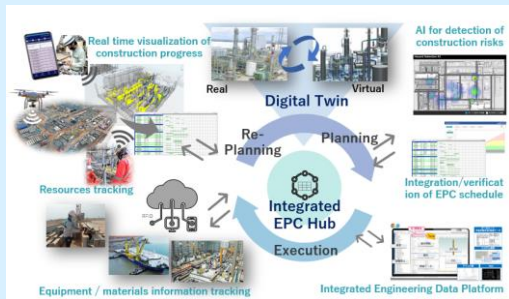 Real time visualization of
construction progress
AI for detection of
construction risks
Real
Virtual
Digital Twin
Re-
Planning
Planning
Resources tracking
Integrated
EPC Hub
Integration/verificat
ion of EPC schedule
Execution
Equipment / materials information tracking
Integrated Engineering Data Platform